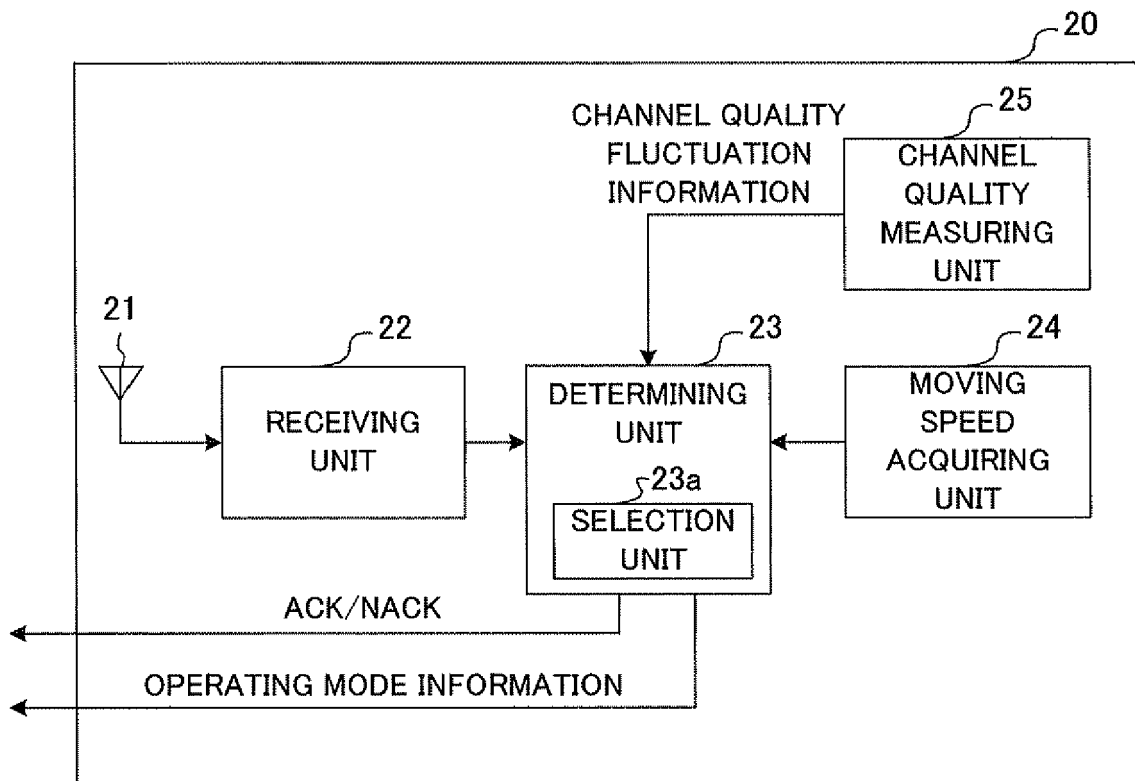 20
25
CHANNEL QUALITY
FLUCTUATION
INFORMATION
CHANNEL
QUALITY
MEASURING
UNIT
21
22
23
24
RECEIVING
UNIT
DETERMINING
UNIT
23a
SELECTION
UNIT
MOVING
SPEED
ACQUIRING
UNIT
ACK/NACK
OPERATING MODE INFORMATION